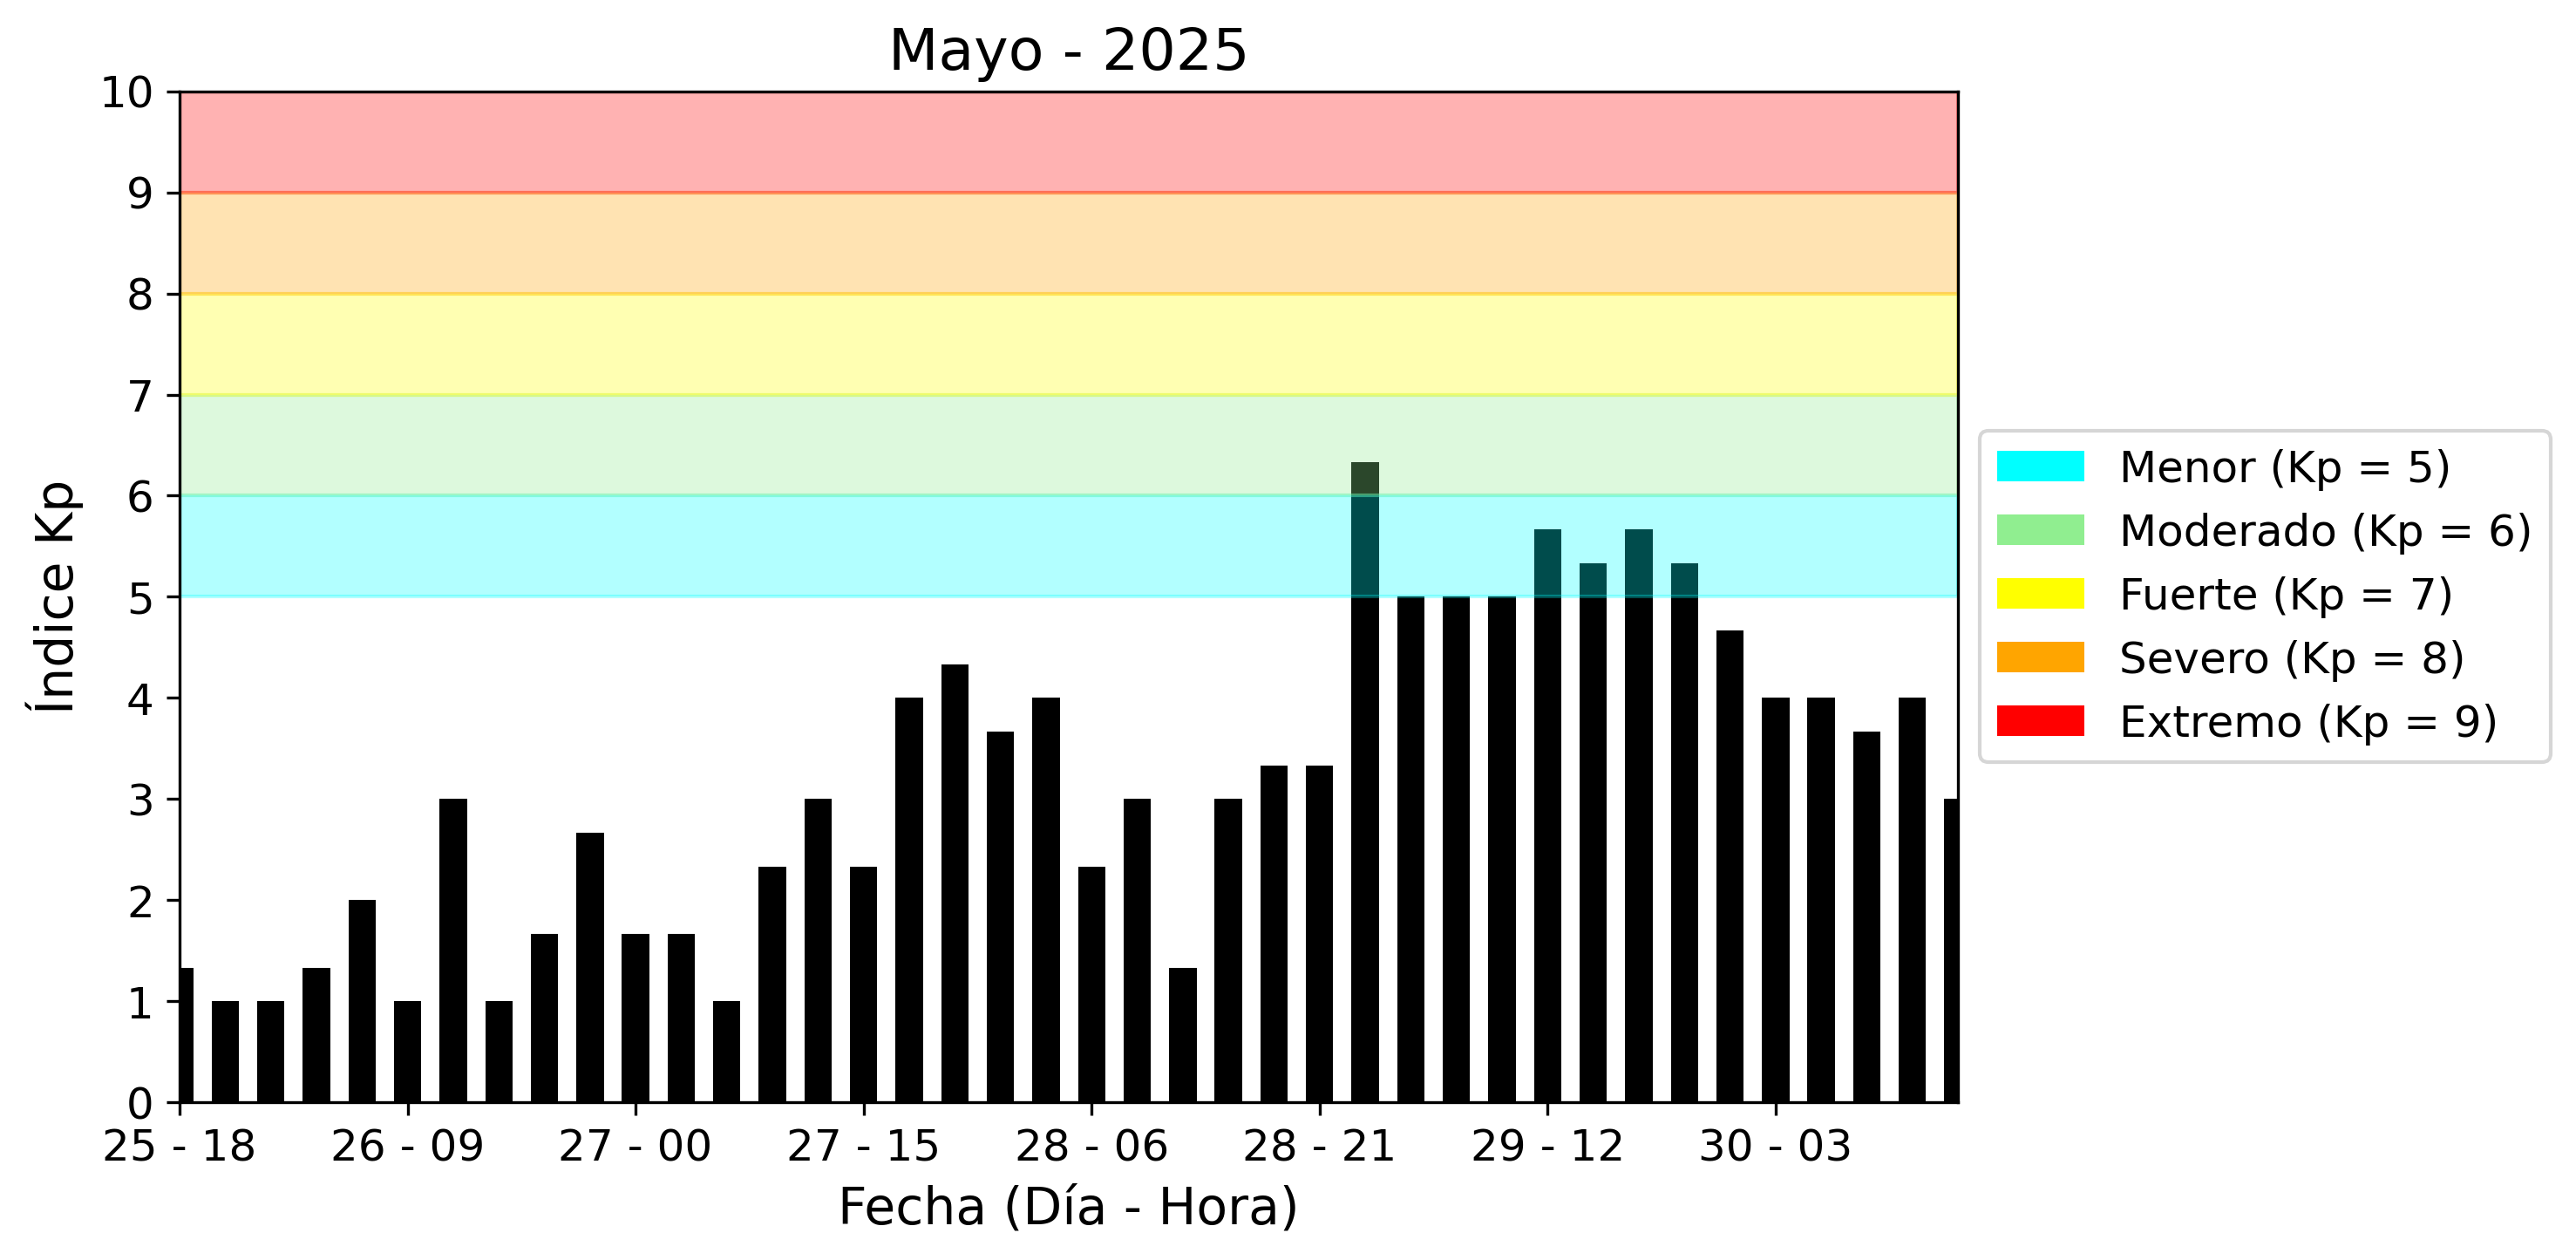 Mayo - 2025
Índice Kp
10
9
8
7
6
5
4
3
2
1
0
25 - 18
26 - 09
27 - 00
27 - 15
28 - 06
28 - 21
29 - 12
30 - 03
Fecha (Día - Hora)
Menor (Kp = 5)
Moderado (Kp = 6)
Fuerte (Kp = 7)
Severo (Kp = 8)
Extremo (Kp = 9)